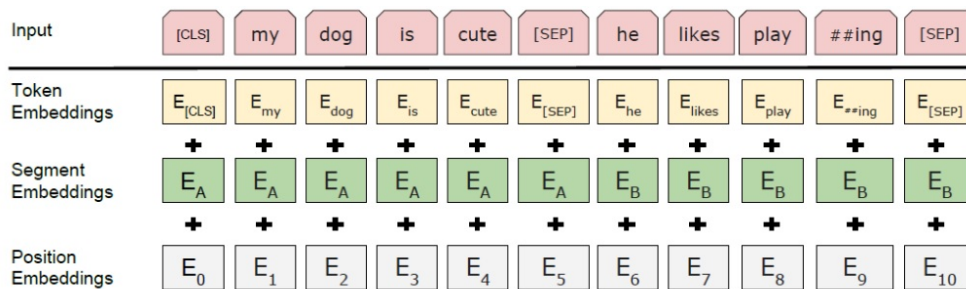 Input [CLS] my dog is cute [SEP] he likes play ##ing [SEP]
Token
Embeddings
E[CLS] Emy Edog Eis Ecute E[SEP] Ehe Elikes Eplay E##ing E[SEP]
+ + + + + + + + + + +
Segment
Embeddings
EA EA EA EA EA EA EB EB EB EB EB
+ + + + + + + + + + +
Position
Embeddings
E0 E1 E2 E3 E4 E5 E6 E7 E8 E9 E10